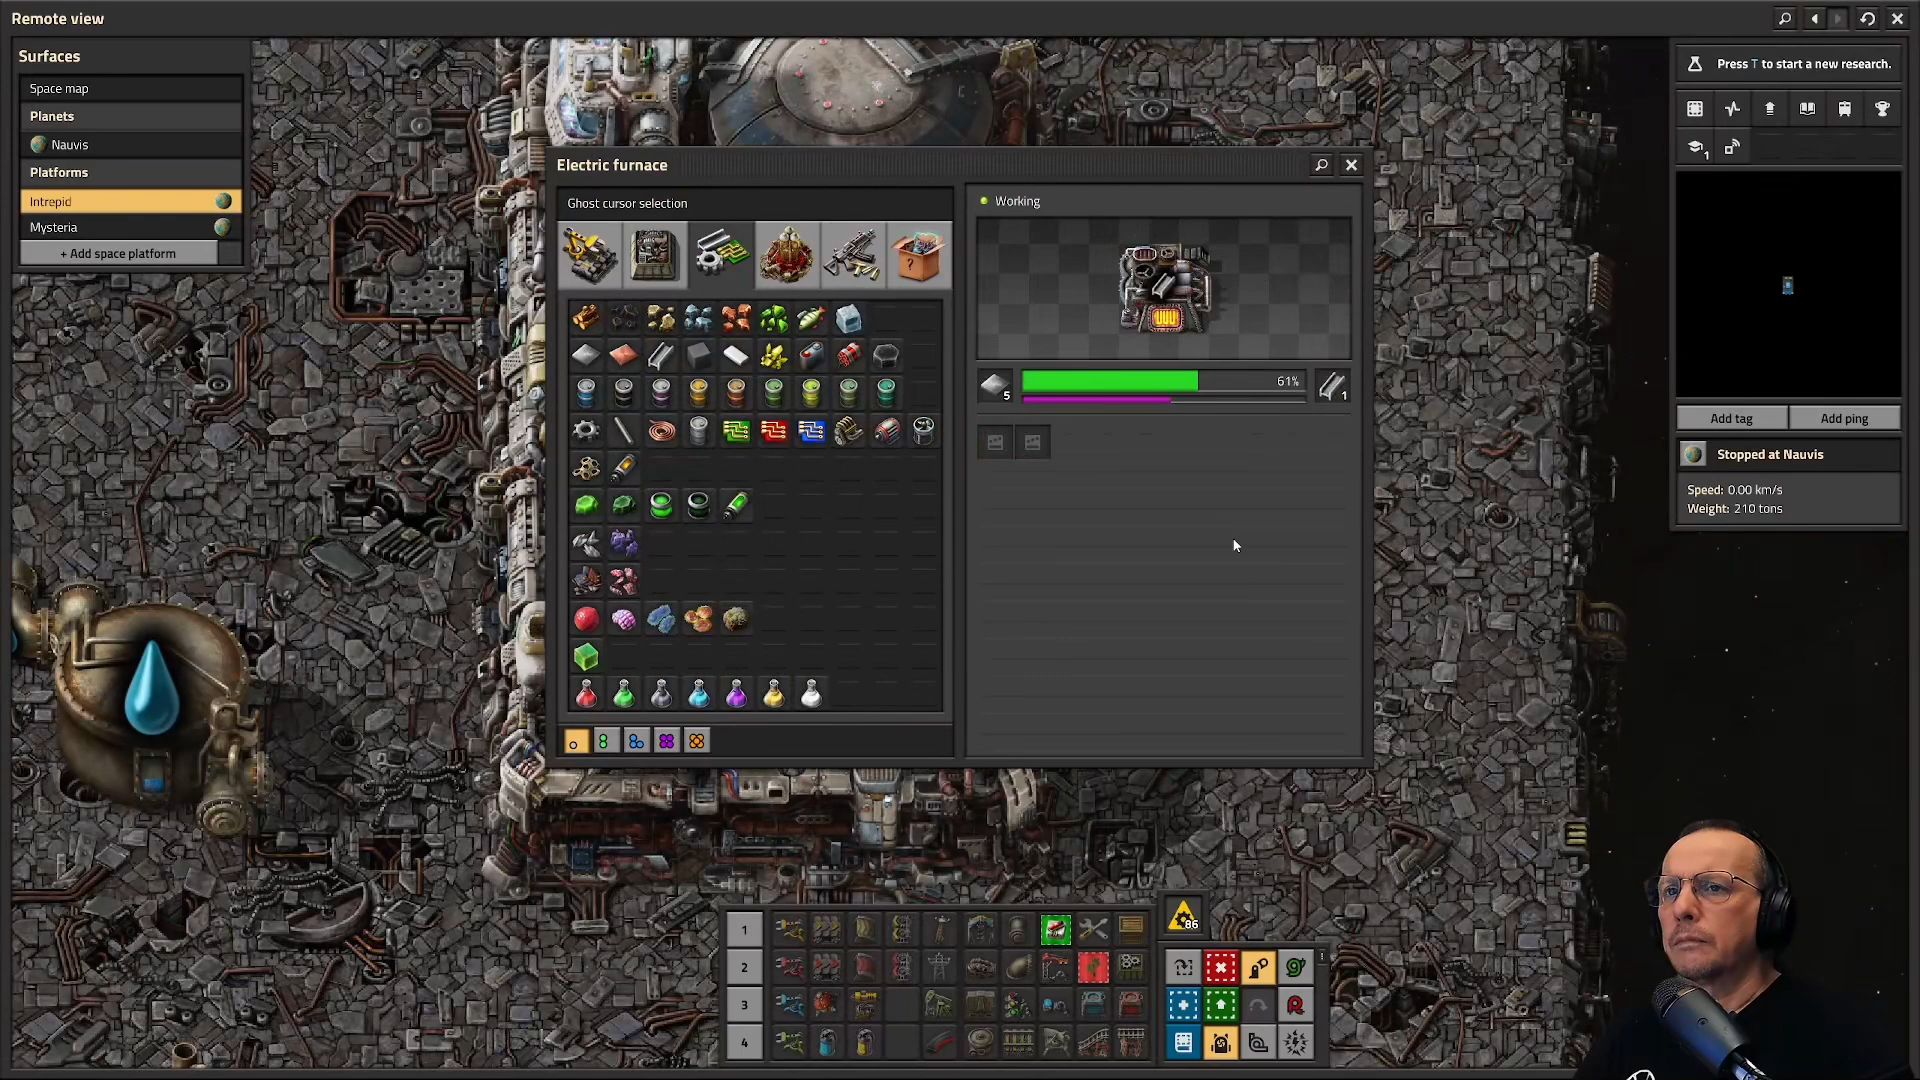 Remote view
Surfaces
Space map
Planets
Nauvis
Platforms
Intrepid
Mysteria
+ Add space platform
Electric furnace
Ghost cursor selection
?
Working
5
61%
1
Press T to start a new research.
1
Add tag
Add ping
Stopped at Nauvis
Speed: 0.00 km/s
Weight: 210 tons
1
2
3
4
86